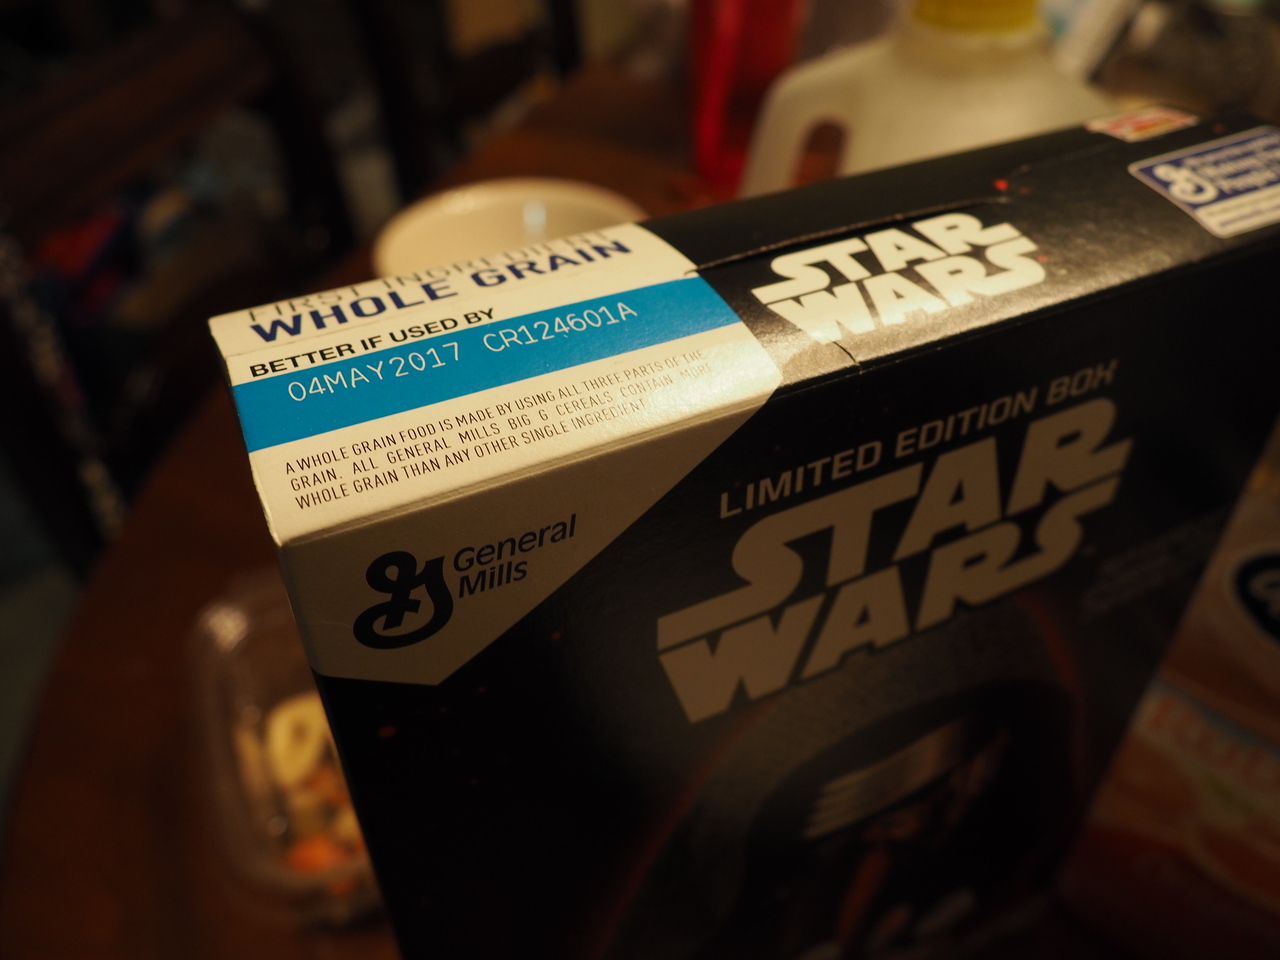 FIRST INGREDIENT
WHOLE GRAIN
BETTER IF USED BY
04MAY2017 CR124601A
A WHOLE GRAIN FOOD IS MADE BY USING ALL THREE PARTS OF THE
GRAIN. ALL GENERAL MILLS BIG G CEREALS CONTAIN MORE
WHOLE GRAIN THAN ANY OTHER SINGLE INGREDIENT
STAR
WARS
General
Mills
LIMITED EDITION BOX
STAR
WARS